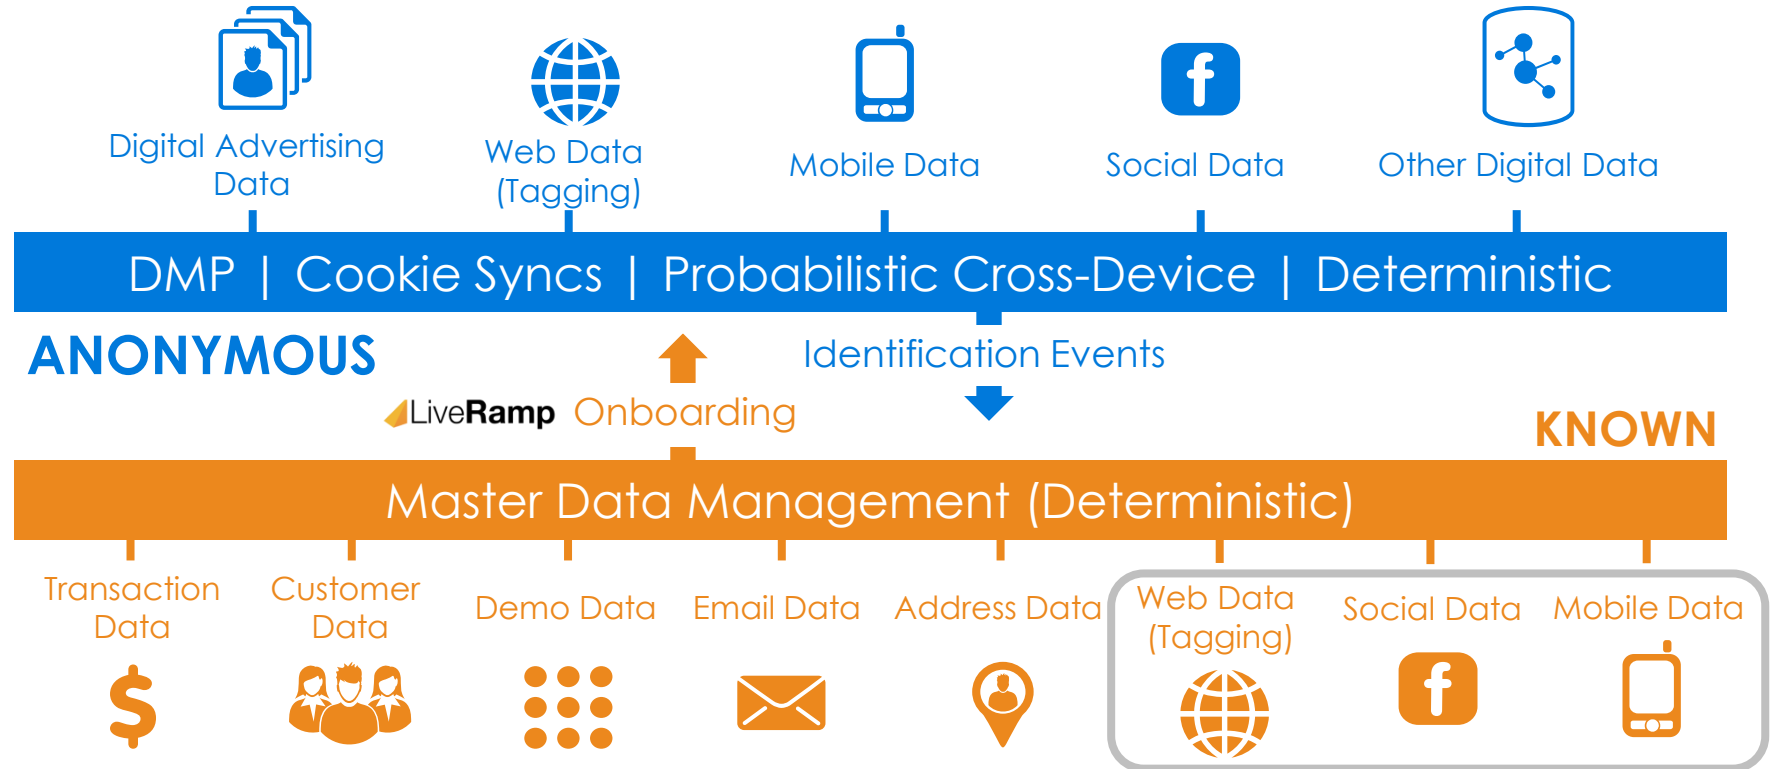 Digital Advertising
Data
Web Data
(Tagging)
Mobile Data
Social Data
Other Digital Data
DMP | Cookie Syncs | Probabilistic Cross-Device | Deterministic
ANONYMOUS
Identification Events
LiveRamp Onboarding
KNOWN
Master Data Management (Deterministic)
Transaction
Data
Customer
Data
Demo Data
Email Data
Address Data
Web Data
(Tagging)
Social Data
Mobile Data